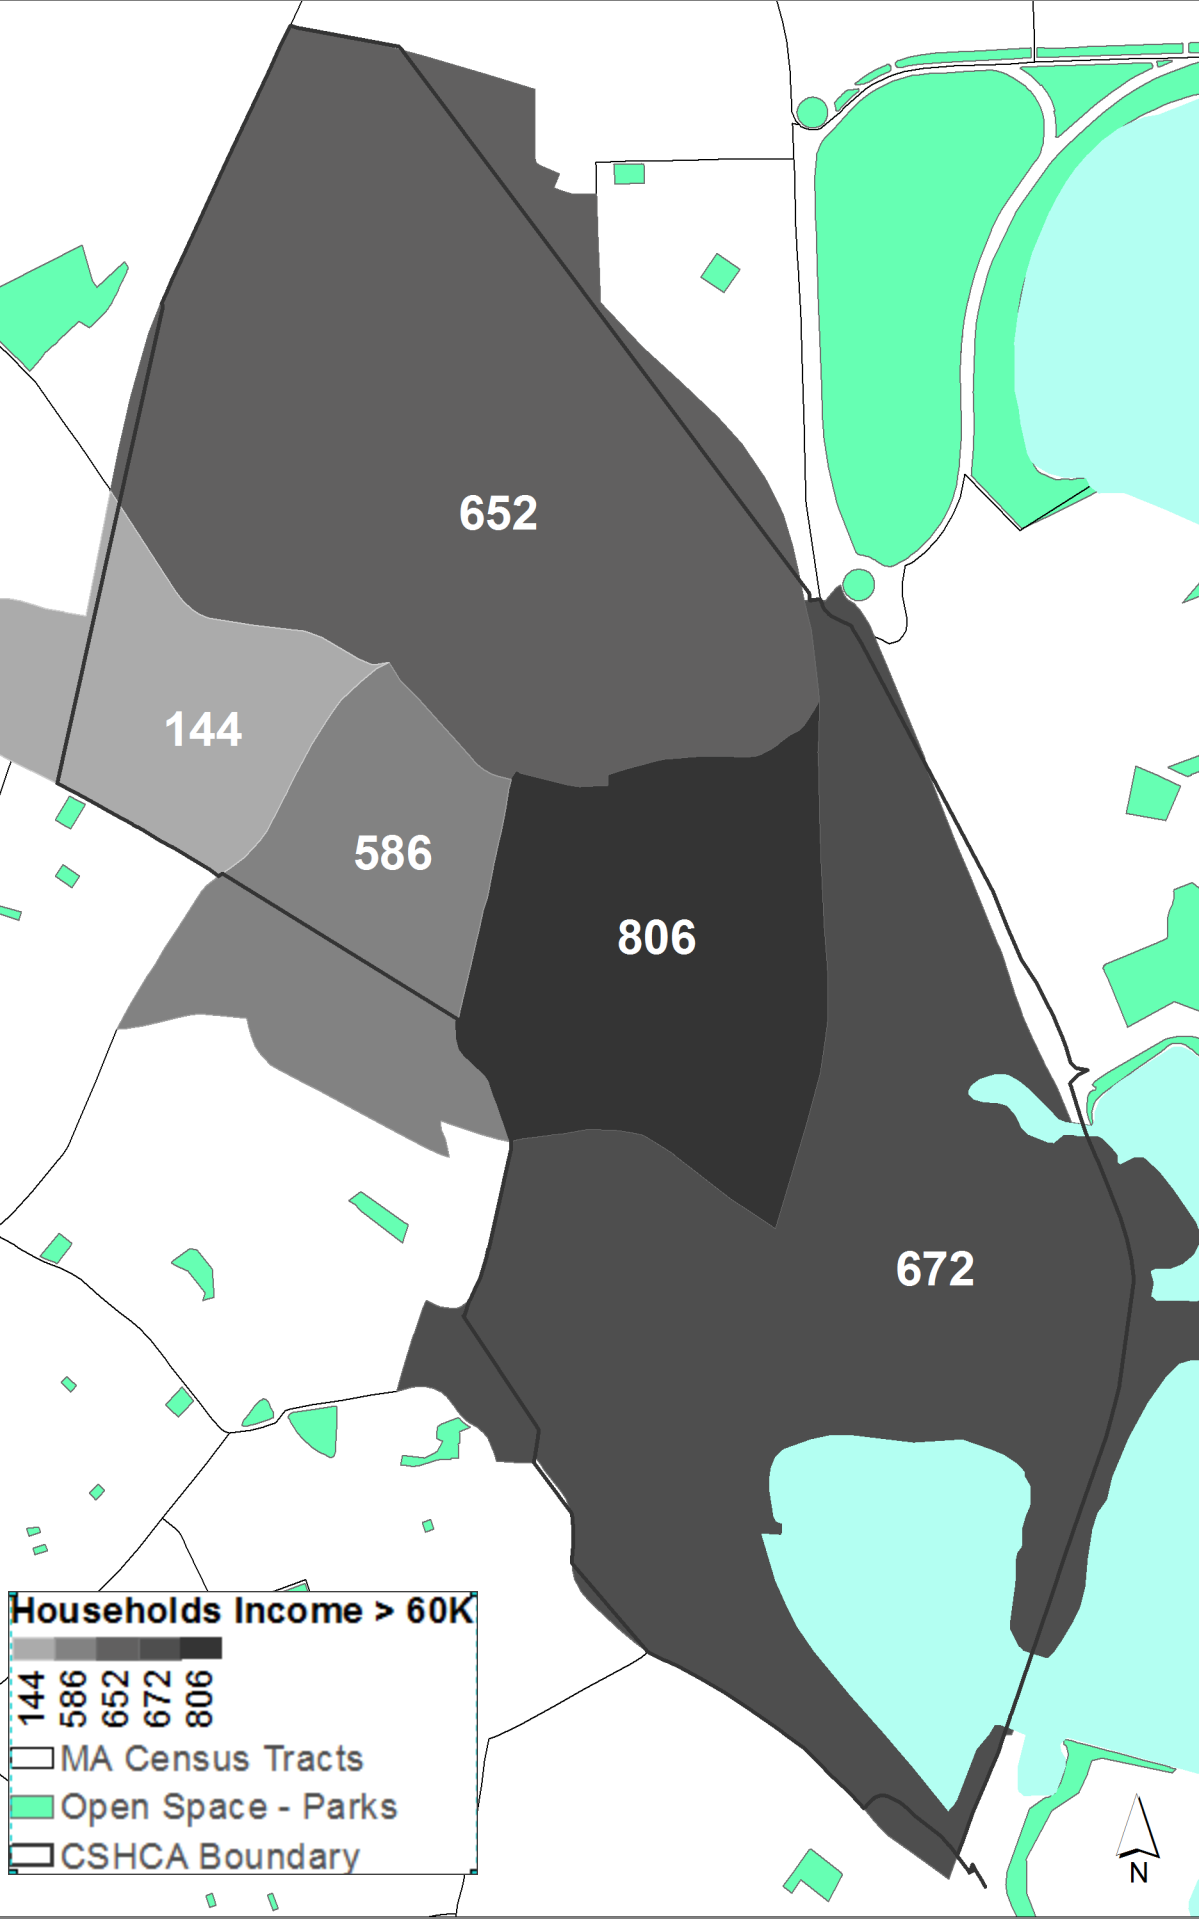 652
144
586
806
672
Households Income > 60K
144 586 652 672 806
MA Census Tracts
Open Space - Parks
CSHCA Boundary
N